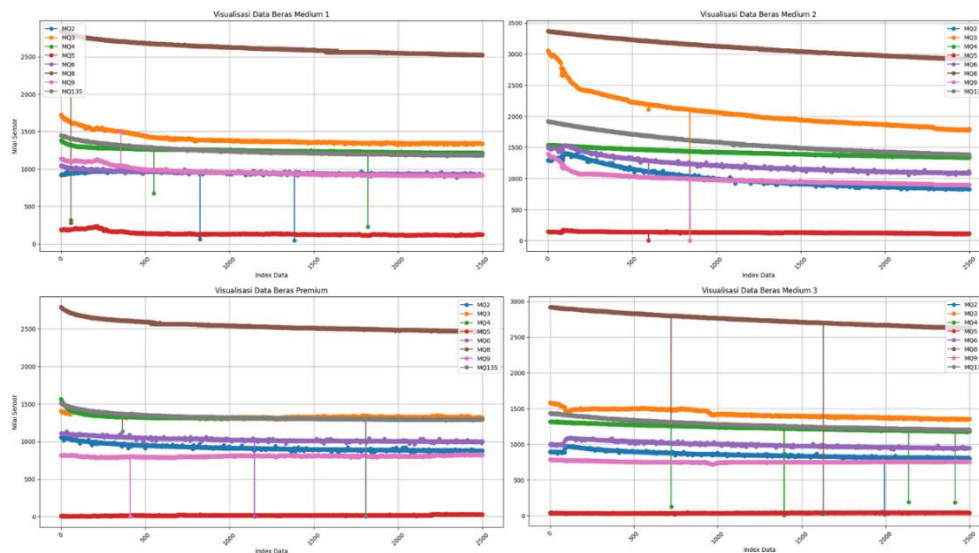 Visualisasi Data Beras Medium 1
MQ2
MQ3
MQ4
MQ5
MQ6
MQ8
MQ9
MQ135
2500
2000
1500
1000
500
0
Nilai Sensor
0
500
1000
1500
2000
2500
Index Data
Visualisasi Data Beras Medium 2
MQ2
MQ3
MQ4
MQ5
MQ6
MQ8
MQ9
MQ13
3500
3000
2500
2000
1500
1000
500
0
0
500
1000
1500
2000
2500
Index Data
Visualisasi Data Beras Premium
MQ2
MQ3
MQ4
MQ5
MQ6
MQ8
MQ9
MQ135
2500
2000
1500
1000
500
0
Nilai Sensor
0
500
1000
1500
2000
2500
Index Data
Visualisasi Data Beras Medium 3
MQ2
MQ3
MQ4
MQ5
MQ6
MQ8
MQ9
MQ13
3000
2500
2000
1500
1000
500
0
0
500
1000
1500
2000
2500
Index Data